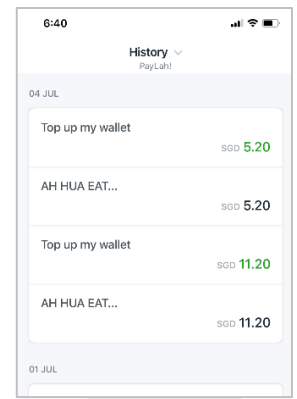 6:40
History
PayLah!
04 JUL
Top up my wallet
SGD 5.20
AH HUA EAT...
SGD 5.20
Top up my wallet
SGD 11.20
AH HUA EAT...
SGD 11.20
01 JUL